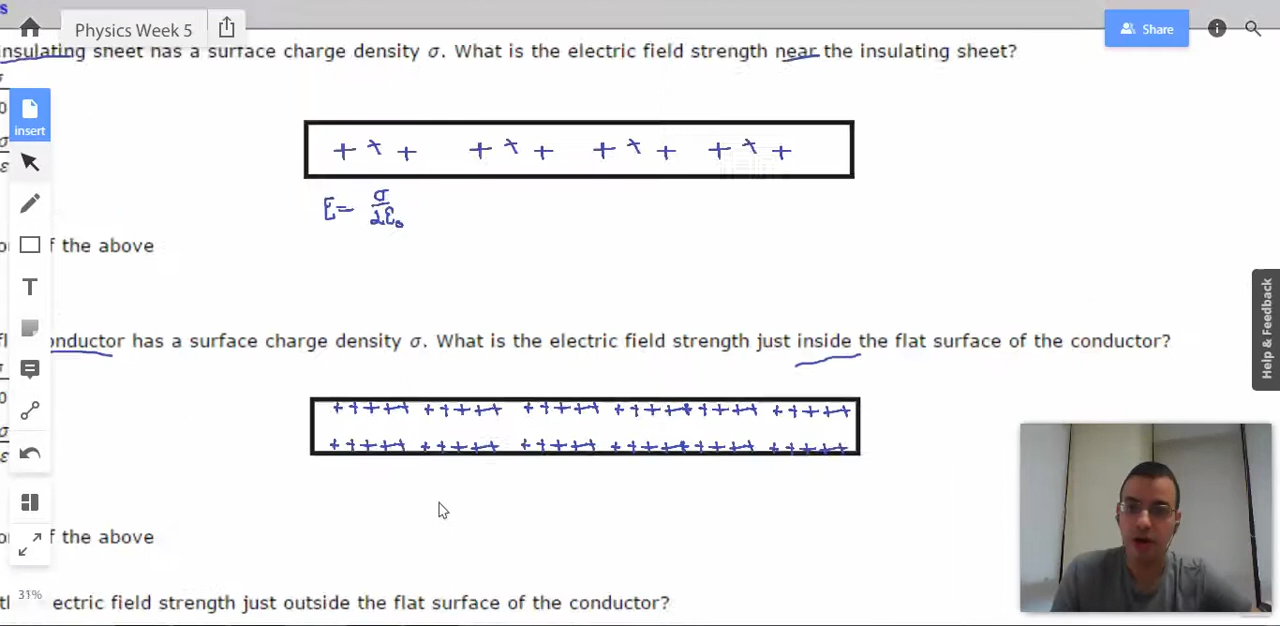 s
Physics Week 5
Share
insulating sheet has a surface charge density σ. What is the electric field strength near the insulating sheet?
insert
+ + + + + + + + + + + +
E = σ/2ε₀
of the above
T
conductor has a surface charge density σ. What is the electric field strength just inside the flat surface of the conductor?
Help & Feedback
+++++ +++++ +++++ +++++ +++++ +++++
+++++ +++++ +++++ +++++ +++++ +++++
of the above
31%
ectric field strength just outside the flat surface of the conductor?